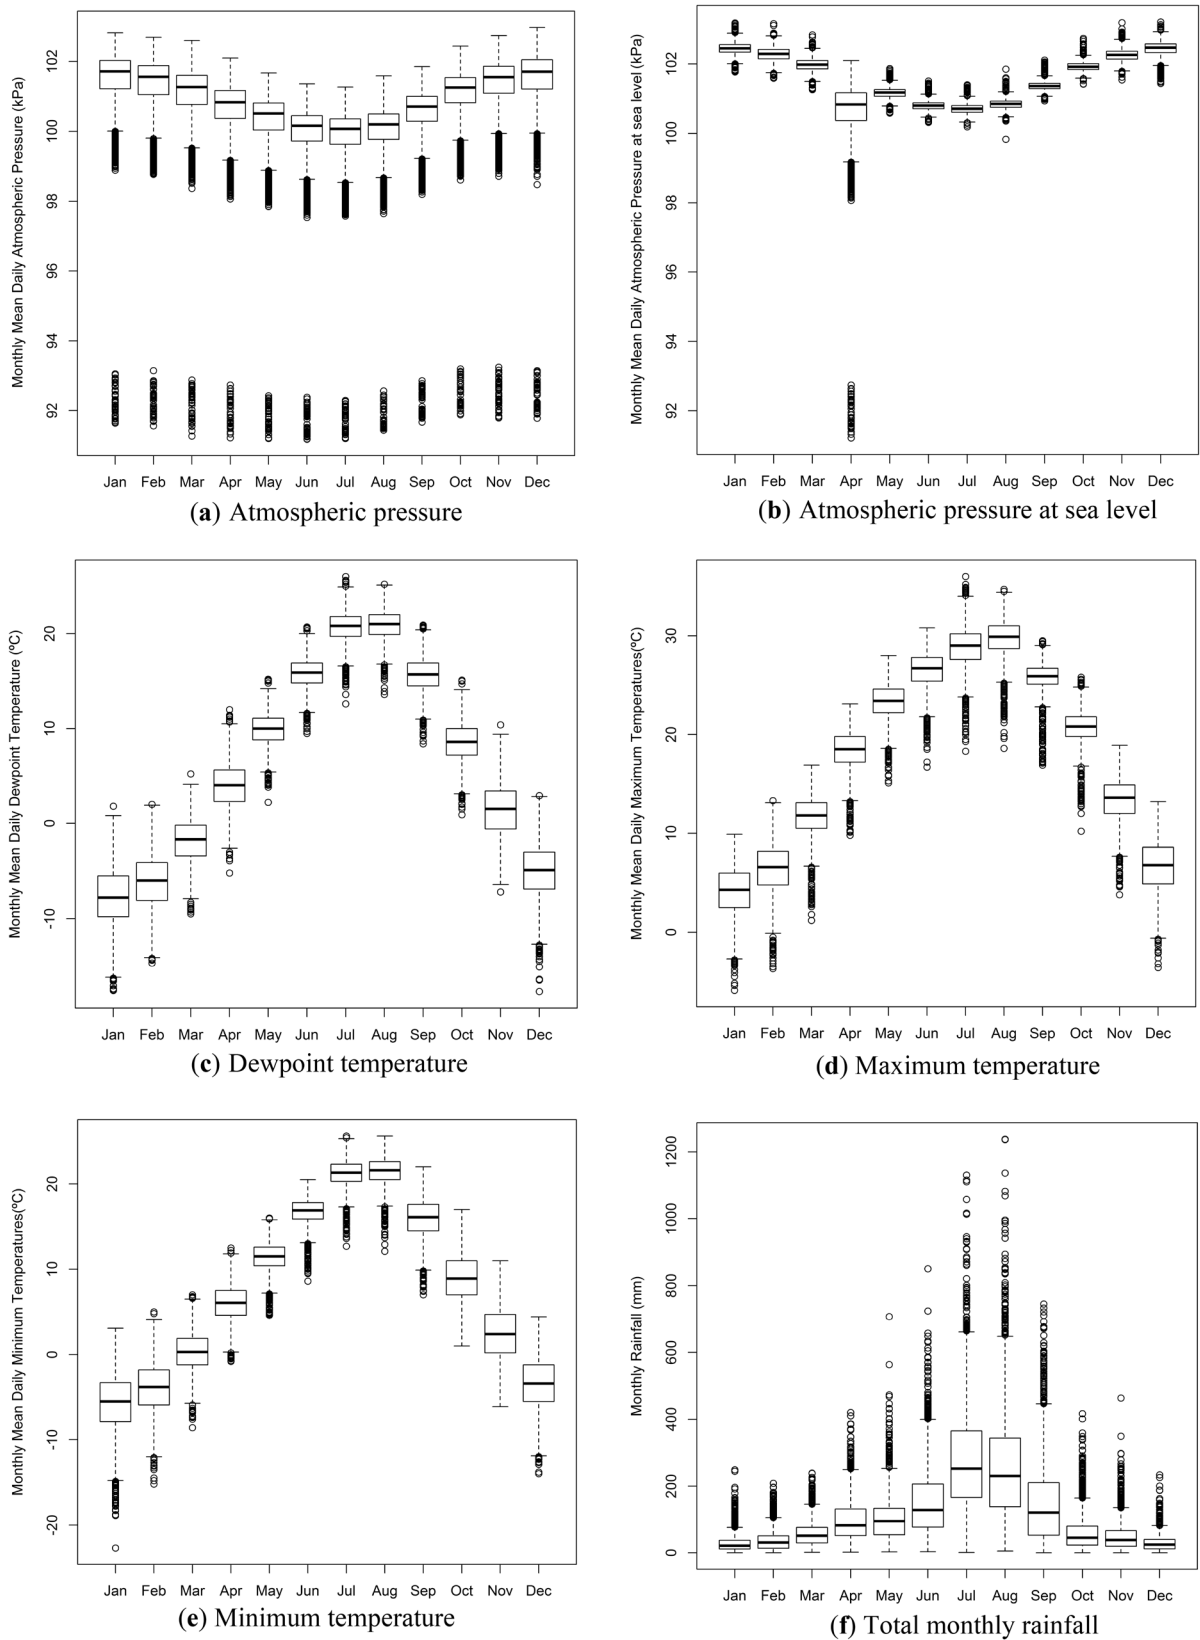 Monthly Mean Daily Atmospheric Pressure (kPa
102
100
98
96
94
92
Jan Feb Mar Apr May Jun Jul Aug Sep Oct Nov Dec
(a) Atmospheric pressure
Monthly Mean Daily Atmospheric Pressure at sea level (kPa)
102
100
98
96
94
92
Jan Feb Mar Apr May Jun Jul Aug Sep Oct Nov Dec
(b) Atmospheric pressure at sea level
Monthly Mean Daily Dewpoint Temperature (ºC)
20
10
0
-10
Jan Feb Mar Apr May Jun Jul Aug Sep Oct Nov Dec
(c) Dewpoint temperature
Monthly Mean Daily Maximum Temperatures(ºC)
30
20
10
0
Jan Feb Mar Apr May Jun Jul Aug Sep Oct Nov Dec
(d) Maximum temperature
Monthly Mean Daily Minimum Temperatures(ºC)
20
10
0
-10
-20
Jan Feb Mar Apr May Jun Jul Aug Sep Oct Nov Dec
(e) Minimum temperature
Monthly Rainfall (mm)
1200
1000
800
600
400
200
0
Jan Feb Mar Apr May Jun Jul Aug Sep Oct Nov Dec
(f) Total monthly rainfall